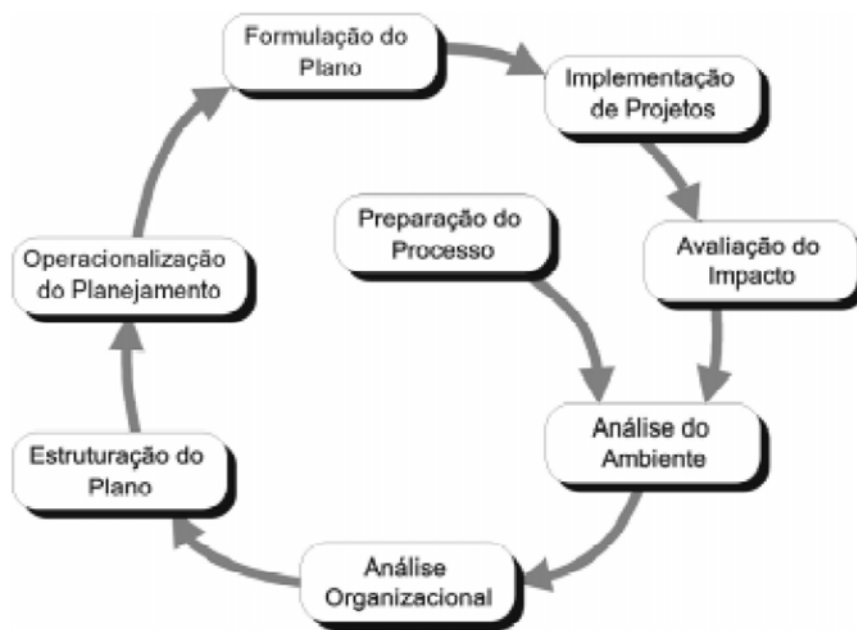 Formulação do
Plano
Implementação
de Projetos
Preparação do
Processo
Avaliação do
Impacto
Operacionalização
do Planejamento
Análise do
Ambiente
Estruturação do
Plano
Análise
Organizacional